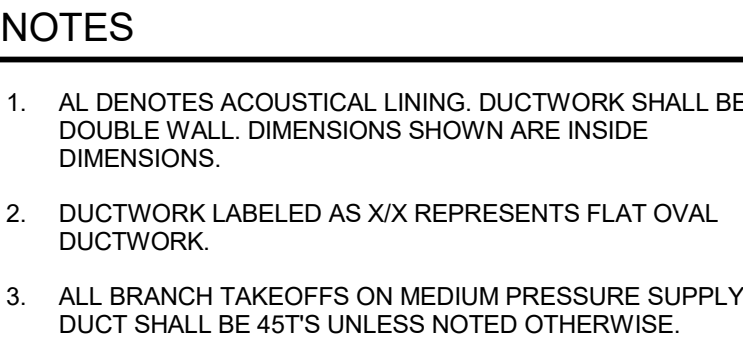 NOTES
1. AL DENOTES ACOUSTICAL LINING. DUCTWORK SHALL BE
DOUBLE WALL. DIMENSIONS SHOWN ARE INSIDE
DIMENSIONS.
2. DUCTWORK LABELED AS X/X REPRESENTS FLAT OVAL
DUCTWORK.
3. ALL BRANCH TAKEOFFS ON MEDIUM PRESSURE SUPPLY
DUCT SHALL BE 45T'S UNLESS NOTED OTHERWISE.